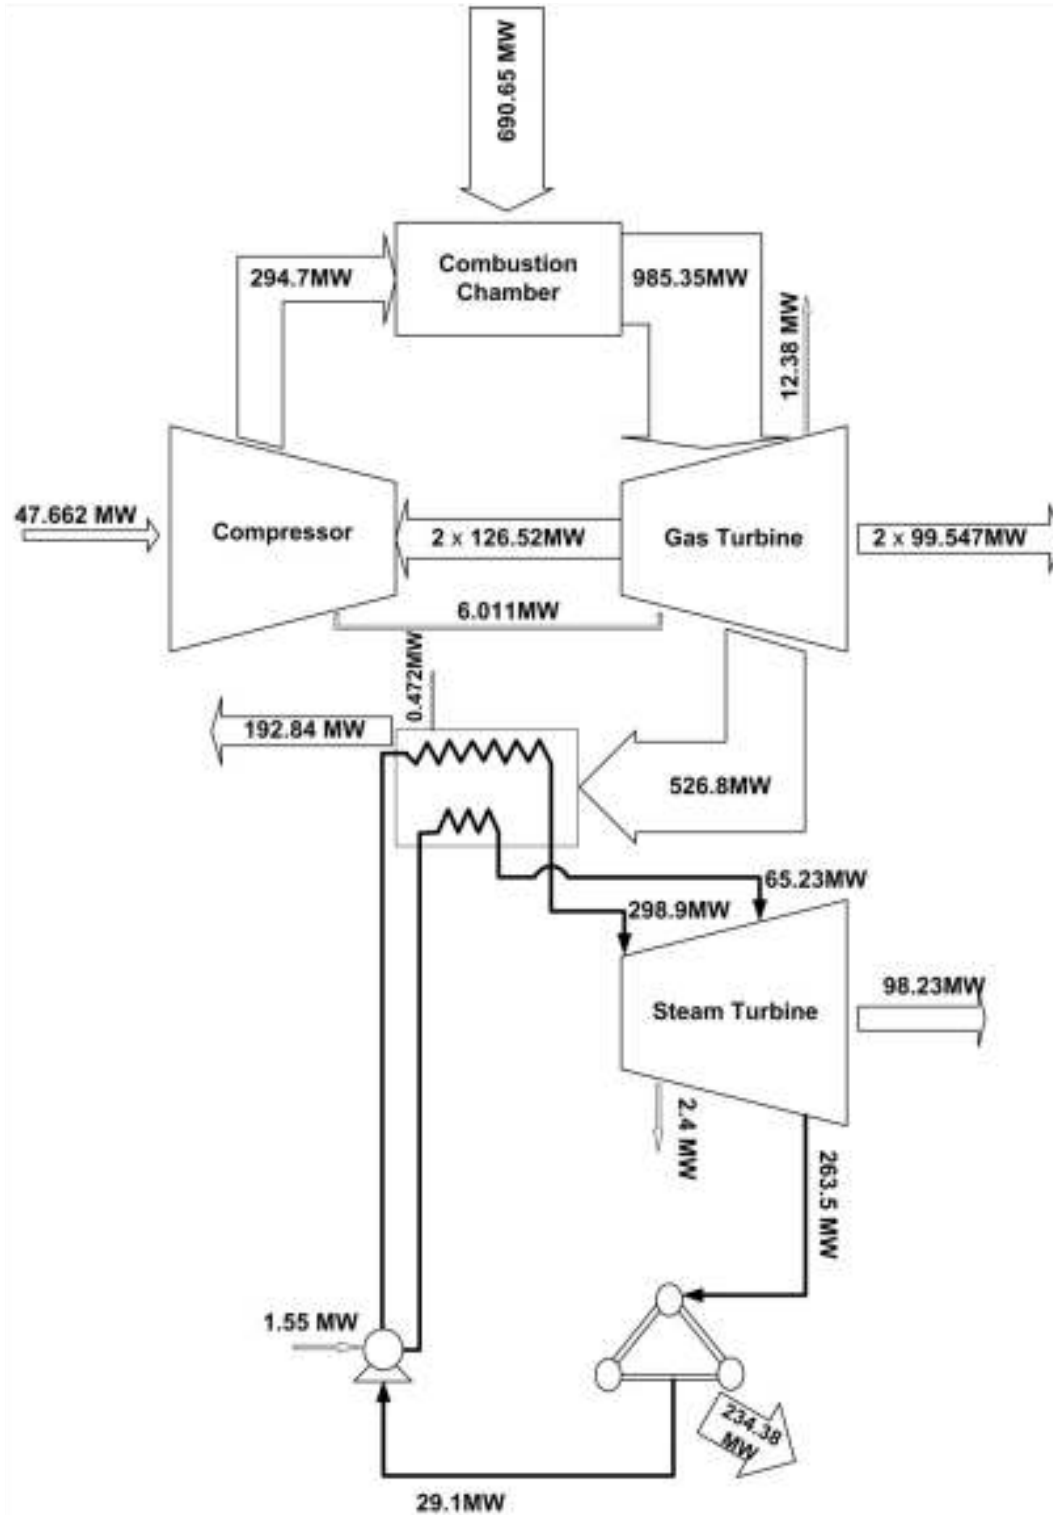 690.65 MW
Combustion
Chamber
294.7MW
985.35MW
12.38 MW
47.662 MW
Compressor
2 x 126.52MW
Gas Turbine
2 x 99.547MW
6.011MW
0.472MW
192.84 MW
526.8MW
65.23MW
298.9MW
98.23MW
Steam Turbine
2.4 MW
263.5 MW
1.55 MW
234.38
MW
29.1MW